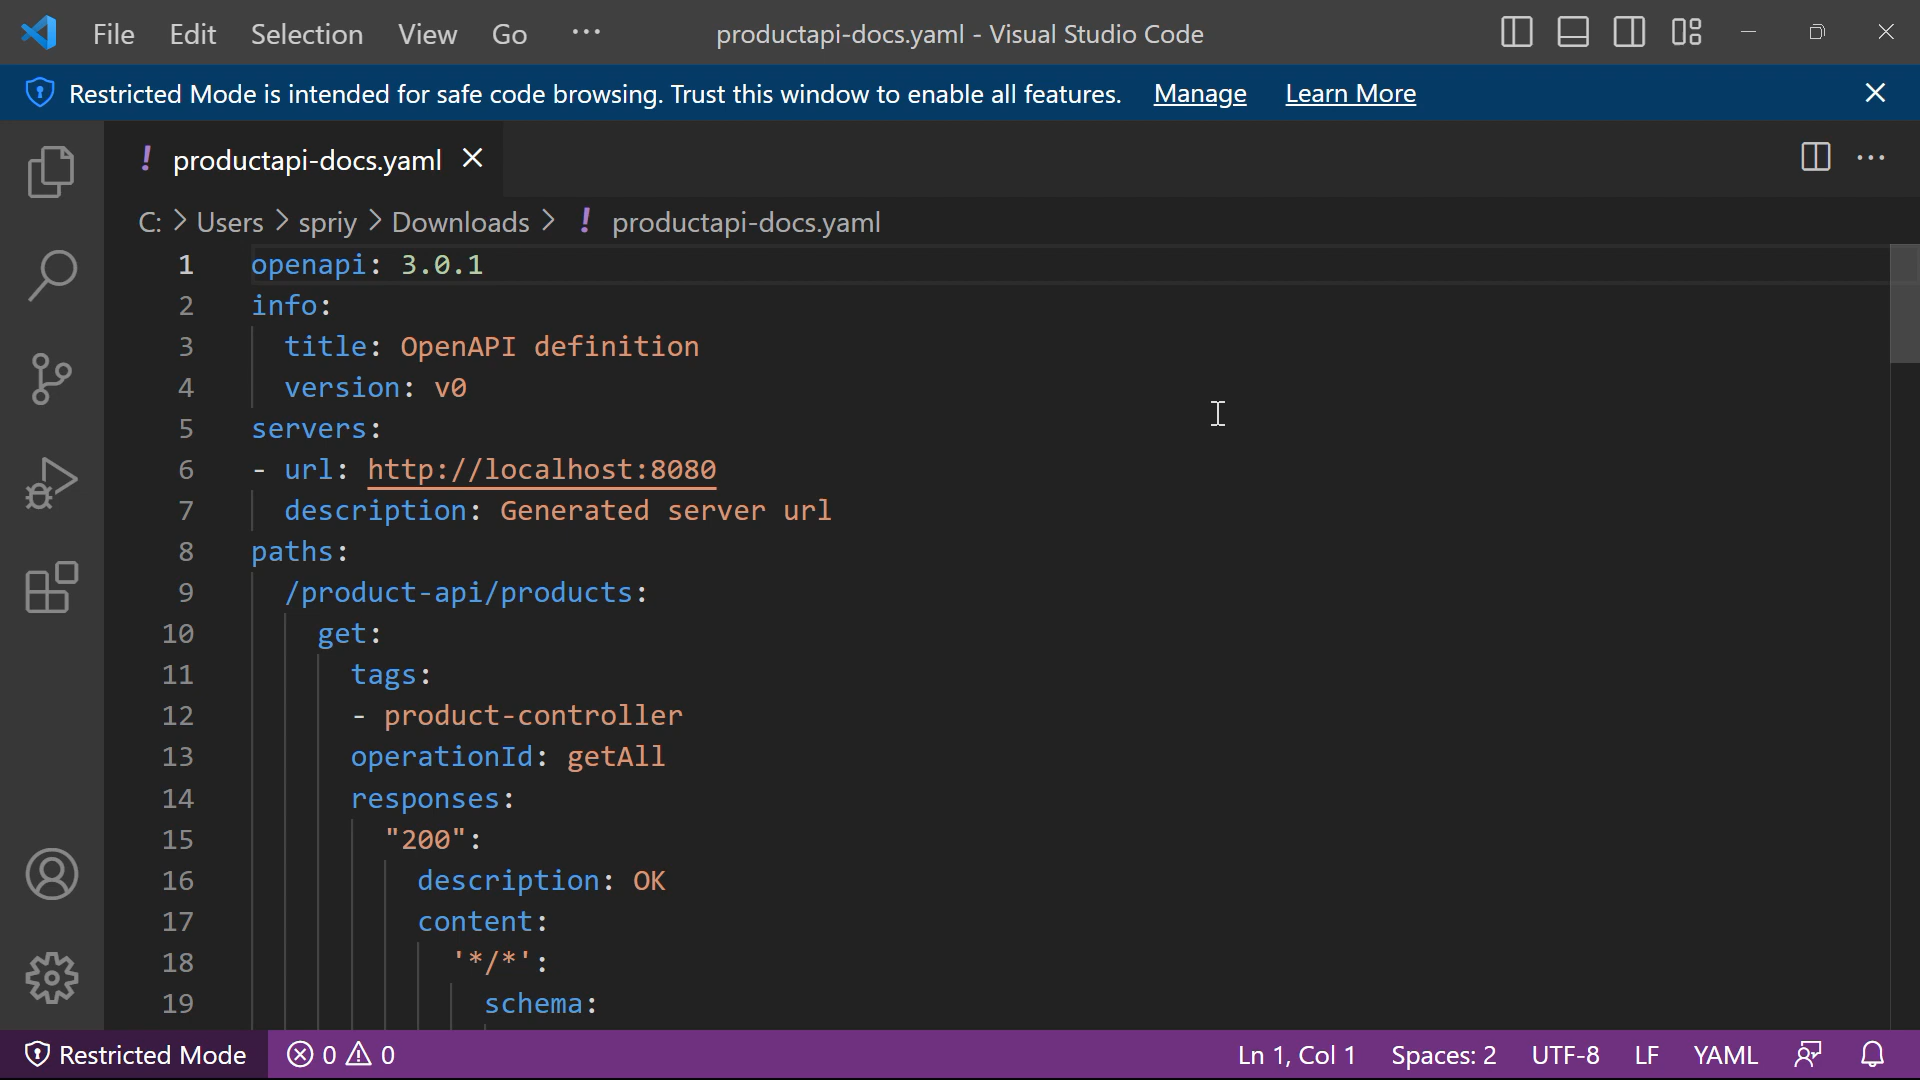 File Edit Selection View Go ··· productapi-docs.yaml - Visual Studio Code
Restricted Mode is intended for safe code browsing. Trust this window to enable all features. Manage Learn More
! productapi-docs.yaml
C: > Users > spriy > Downloads > ! productapi-docs.yaml
1 openapi: 3.0.1
2 info:
3 title: OpenAPI definition
4 version: v0
5 servers:
6 - url: http://localhost:8080
7 description: Generated server url
8 paths:
9 /product-api/products:
10 get:
11 tags:
12 - product-controller
13 operationId: getAll
14 responses:
15 "200":
16 description: OK
17 content:
18 '*/*':
19 schema:
Restricted Mode 0 0 Ln 1, Col 1 Spaces: 2 UTF-8 LF YAML